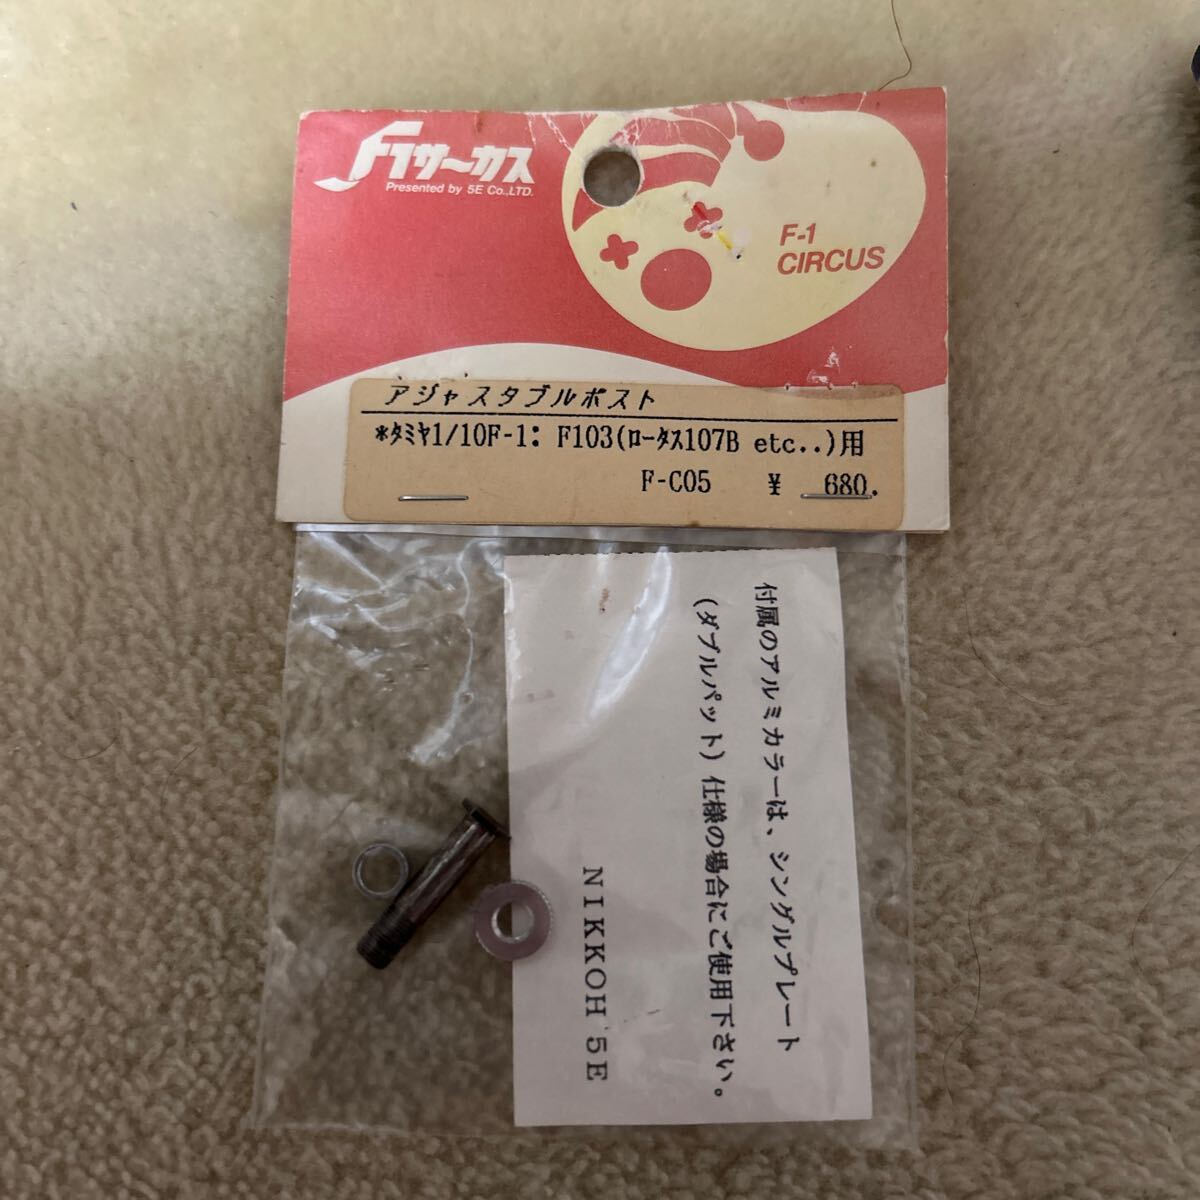 F1サーカス
Presented by 5E Co.,LTD.
F-1
CIRCUS
アジャスタブルポスト
*ﾀﾐﾔ1/10F-1: F103(ﾛｰﾀｽ107B etc..)用
F-C05 ¥ 680.
付属のアルミカラーは、シングルプレート
(ダブルパット) 仕様の場合にご使用下さい。
NIKKOH 5E